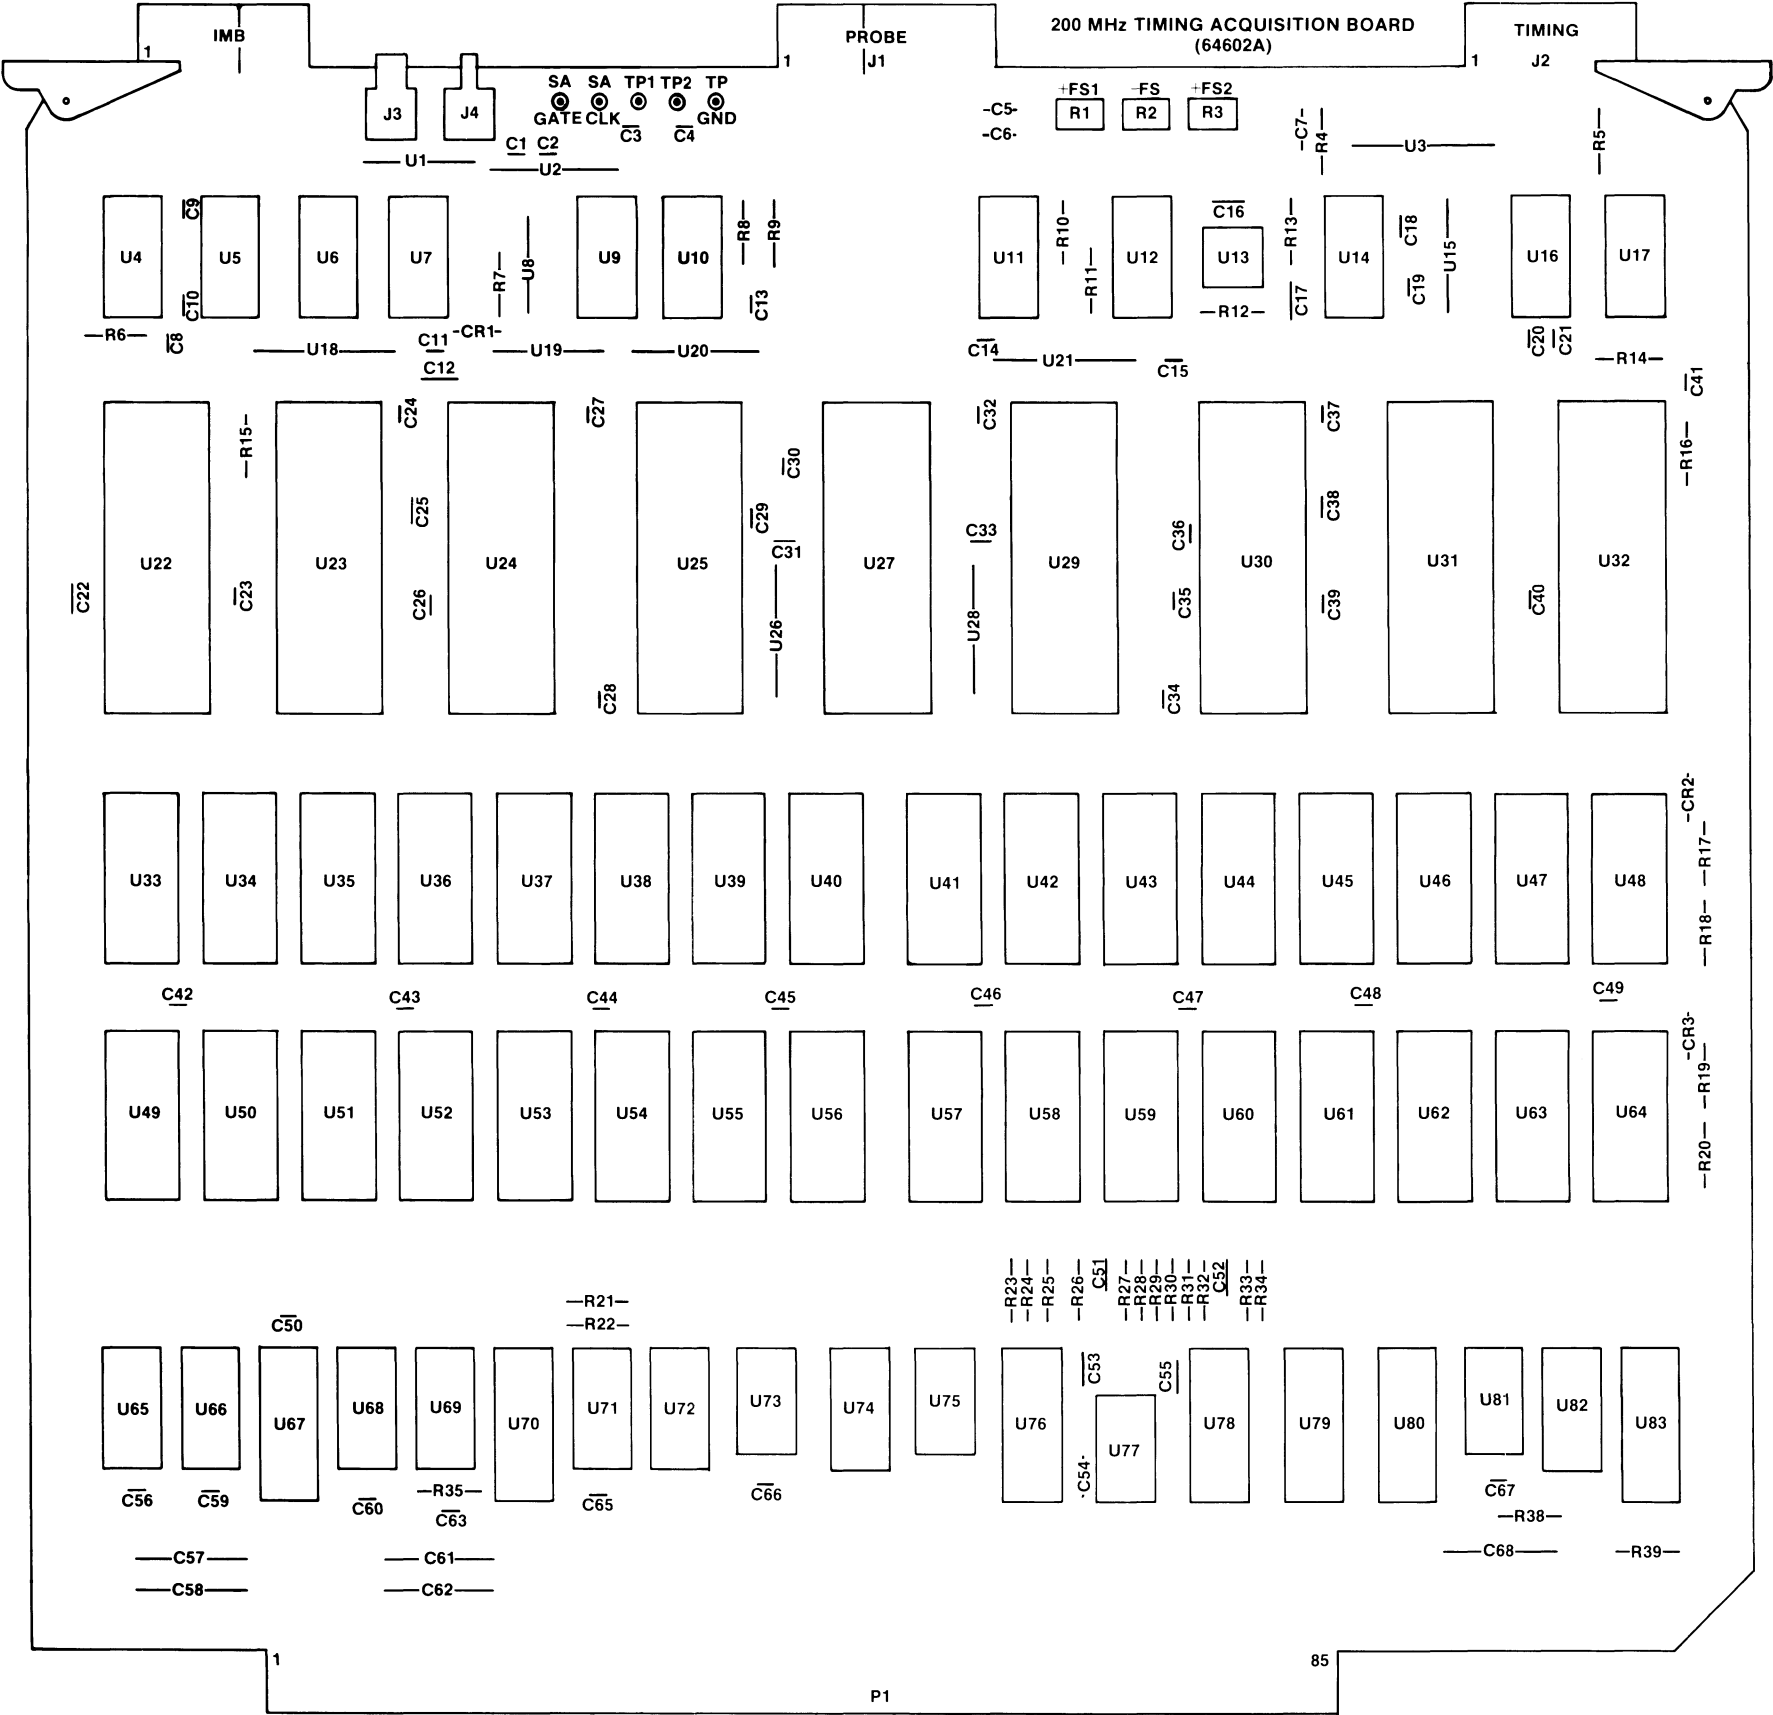 200 MHz TIMING ACQUISITION BOARD
(64602A)
IMB
1
PROBE
1
J1
TIMING
1
J2
J3
J4
SA
SA
TP1
TP2
TP
GATE
CLK
GND
C3
C4
+FS1
-FS
+FS2
R1
R2
R3
-C5-
-C6-
-C7-
R4
U3
R5
C1
C2
U1
U2
U4
C9
C10
U5
U6
U7
R7
U8
U9
U10
R8
R9
C13
U11
R10
R11
U12
C16
U13
R12
R13
C17
U14
C18
C19
U15
U16
U17
R6
C8
U18
C11
-CR1-
C12
U19
U20
C14
U21
C15
C20
C21
R14
C41
U22
R15
C22
C23
U23
C24
C25
C26
U24
C27
C28
U25
C29
C30
C31
U26
U27
C32
C33
U28
U29
C34
C35
C36
U30
C37
C38
C39
U31
C40
U32
R16
U33
U34
U35
U36
U37
U38
U39
U40
U41
U42
U43
U44
U45
U46
U47
U48
-CR2-
R17
R18
C42
C43
C44
C45
C46
C47
C48
C49
U49
U50
U51
U52
U53
U54
U55
U56
U57
U58
U59
U60
U61
U62
U63
U64
-CR3-
R19
R20
R21
R22
R23
R24
R25
R26
C51
R27
R28
R29
R30
R31
R32
C52
R33
R34
C50
U65
U66
U67
U68
U69
U70
U71
U72
U73
U74
U75
U76
C53
-C54-
U77
C55
U78
U79
U80
U81
U82
U83
C56
C59
C60
R35
C63
C65
C66
C67
R38
C57
C61
C68
R39
C58
C62
1
85
P1